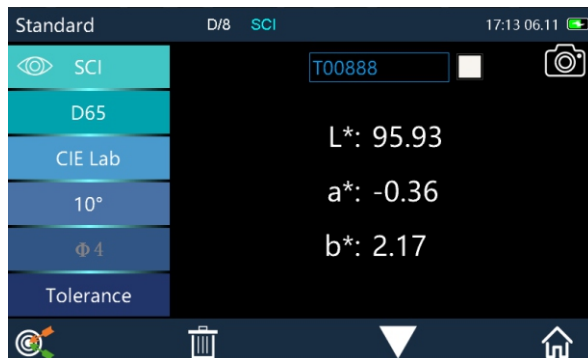 Standard D/8 SCI 17:13 06.11
SCI
T00888
D65
L*: 95.93
CIE Lab
a*: -0.36
10°
b*: 2.17
Φ4
Tolerance